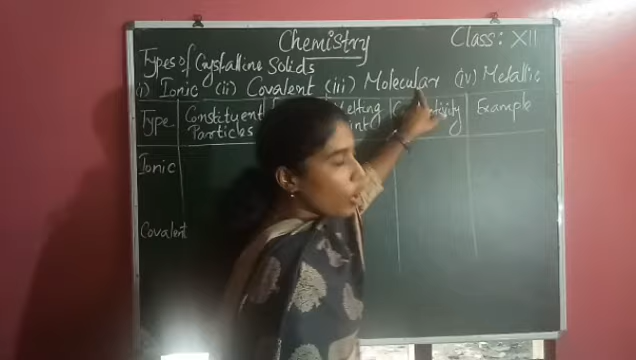 Chemistry Class: XII
Types of Crystalline Solids
(i) Ionic (ii) Covalent (iii) Molecular (iv) Metallic
Type Constituent Melting Example
Particles
Ionic
Covalent